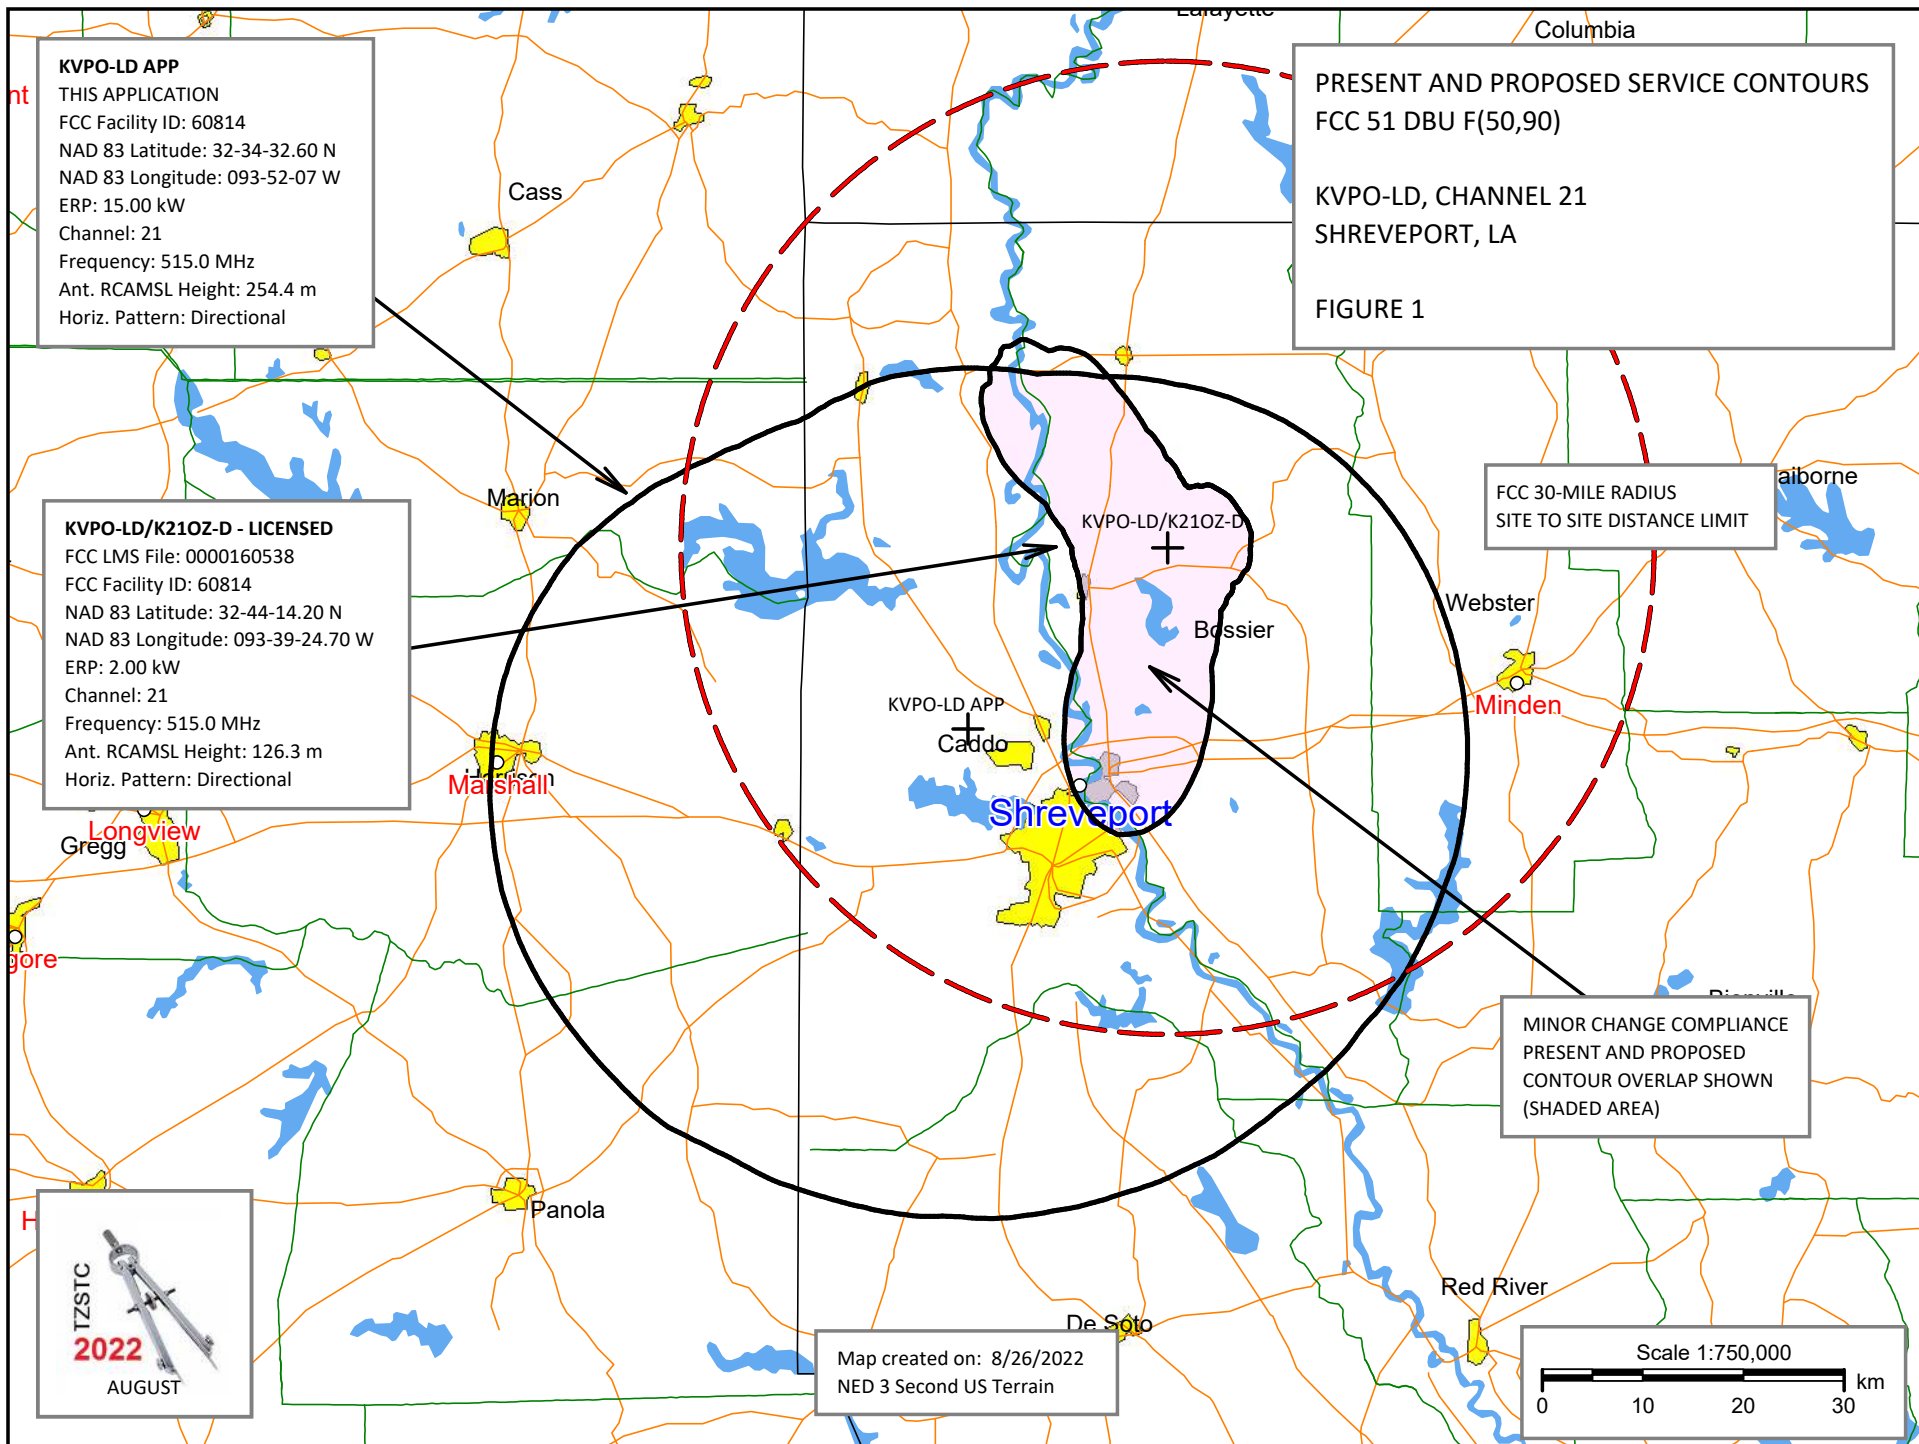 Lafayette
Columbia
KVPO-LD APP
THIS APPLICATION
FCC Facility ID: 60814
NAD 83 Latitude: 32-34-32.60 N
NAD 83 Longitude: 093-52-07 W
ERP: 15.00 kW
Channel: 21
Frequency: 515.0 MHz
Ant. RCAMSL Height: 254.4 m
Horiz. Pattern: Directional
nt
PRESENT AND PROPOSED SERVICE CONTOURS
FCC 51 DBU F(50,90)
KVPO-LD, CHANNEL 21
SHREVEPORT, LA
FIGURE 1
Cass
Marion
aiborne
FCC 30-MILE RADIUS
SITE TO SITE DISTANCE LIMIT
KVPO-LD/K21OZ-D - LICENSED
FCC LMS File: 0000160538
FCC Facility ID: 60814
NAD 83 Latitude: 32-44-14.20 N
NAD 83 Longitude: 093-39-24.70 W
ERP: 2.00 kW
Channel: 21
Frequency: 515.0 MHz
Ant. RCAMSL Height: 126.3 m
Horiz. Pattern: Directional
KVPO-LD/K21OZ-D
Webster
Bossier
Minden
KVPO-LD APP
Caddo
Harrison
Marshall
Shreveport
Longview
Gregg
gore
Bienville
MINOR CHANGE COMPLIANCE
PRESENT AND PROPOSED
CONTOUR OVERLAP SHOWN
(SHADED AREA)
Panola
H
TZSTC
2022
AUGUST
Red River
De Soto
Map created on: 8/26/2022
NED 3 Second US Terrain
Scale 1:750,000
km
0 10 20 30